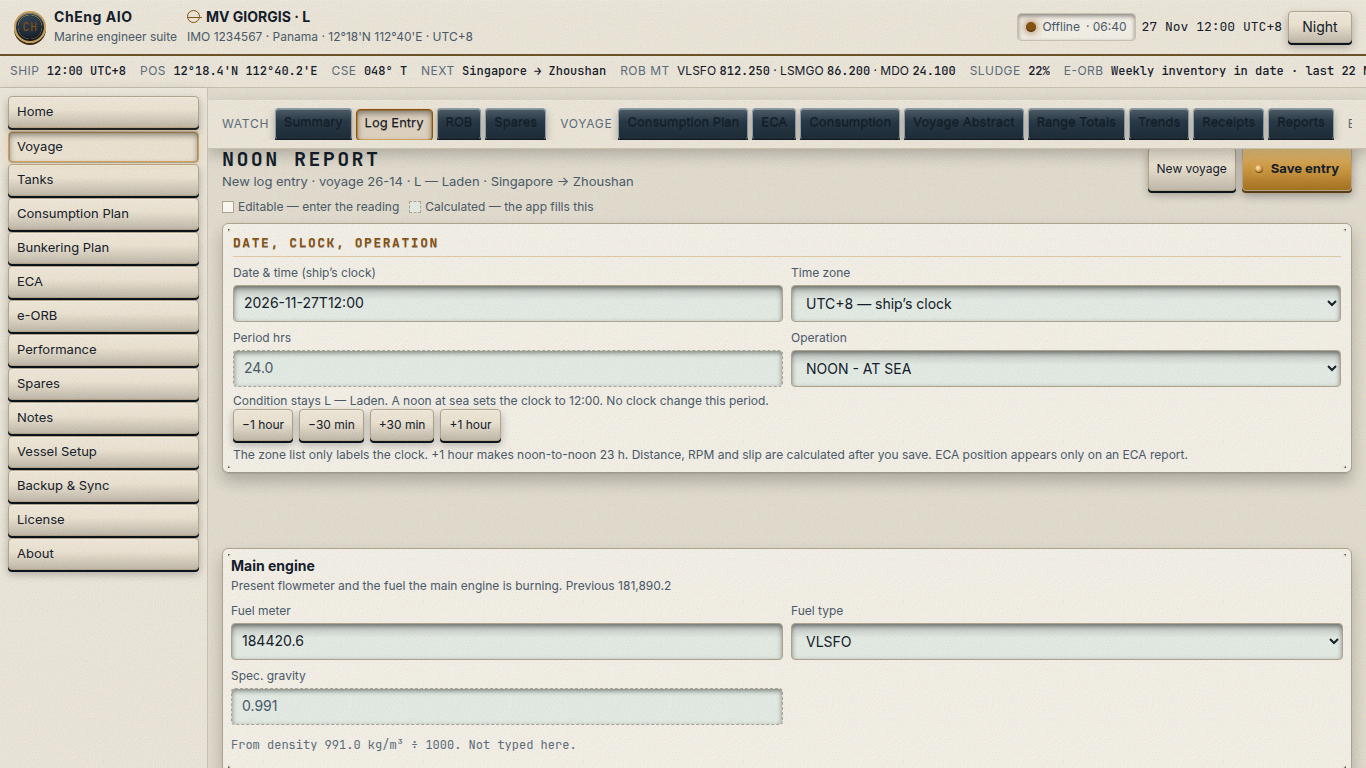 CH
ChEng AIO
Marine engineer suite
MV GIORGIS · L
IMO 1234567 · Panama · 12°18'N 112°40'E · UTC+8
Offline · 06:40
27 Nov 12:00 UTC+8
Night
SHIP 12:00 UTC+8 POS 12°18.4'N 112°40.2'E CSE 048° T NEXT Singapore → Zhoushan ROB MT VLSFO 812.250 · LSMGO 86.200 · MDO 24.100 SLUDGE 22% E-ORB Weekly inventory in date · last 22
Home
Voyage
Tanks
Consumption Plan
Bunkering Plan
ECA
e-ORB
Performance
Spares
Notes
Vessel Setup
Backup & Sync
License
About
WATCH Summary Log Entry ROB Spares VOYAGE Consumption Plan ECA Consumption Voyage Abstract Range Totals Trends Receipts Reports
NOON REPORT
New log entry · voyage 26-14 · L — Laden · Singapore → Zhoushan
New voyage
Save entry
Editable — enter the reading
Calculated — the app fills this
DATE, CLOCK, OPERATION
Date & time (ship's clock)
Time zone
2026-11-27T12:00
UTC+8 — ship's clock
Period hrs
Operation
24.0
NOON - AT SEA
Condition stays L — Laden. A noon at sea sets the clock to 12:00. No clock change this period.
−1 hour
−30 min
+30 min
+1 hour
The zone list only labels the clock. +1 hour makes noon-to-noon 23 h. Distance, RPM and slip are calculated after you save. ECA position appears only on an ECA report.
Main engine
Present flowmeter and the fuel the main engine is burning. Previous 181,890.2
Fuel meter
Fuel type
184420.6
VLSFO
Spec. gravity
0.991
From density 991.0 kg/m³ ÷ 1000. Not typed here.